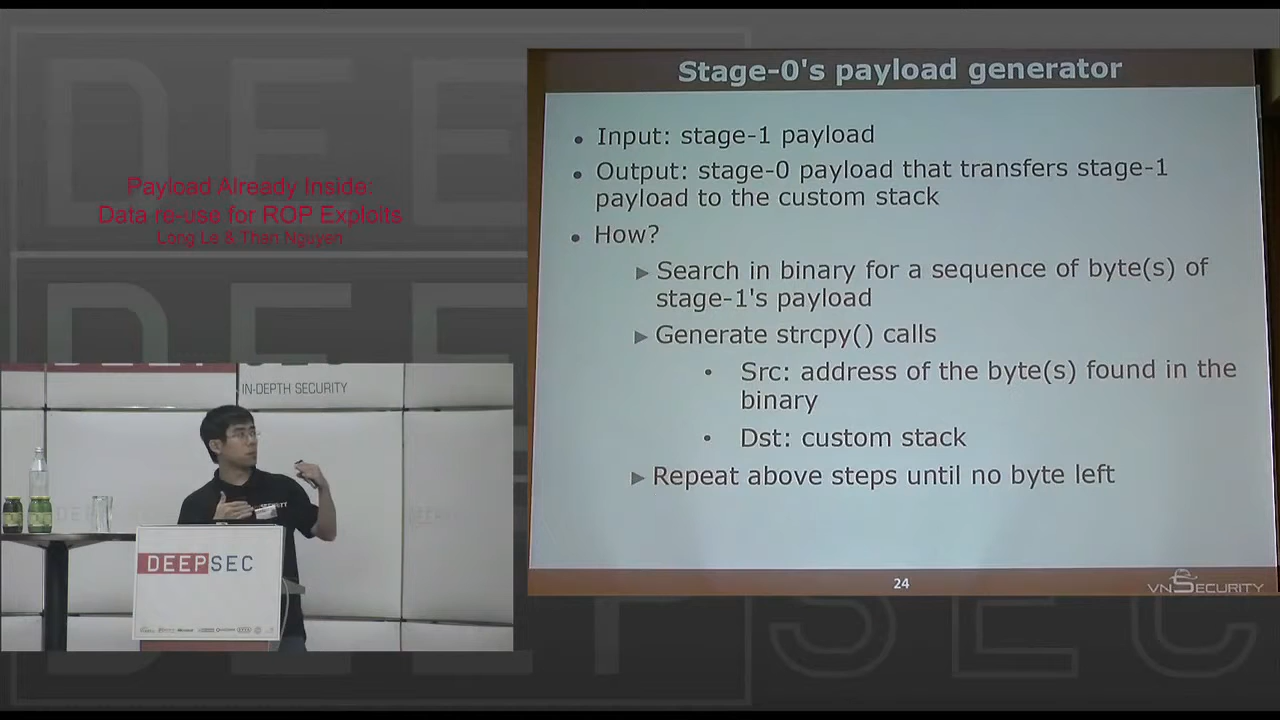 Payload Already Inside:
Data re-use for ROP Exploits
Long Le & Than Nguyen
IN-DEPTH SECURITY
DEEPSEC
Stage-0's payload generator
Input: stage-1 payload
Output: stage-0 payload that transfers stage-1
payload to the custom stack
How?
Search in binary for a sequence of byte(s) of
stage-1's payload
Generate strcpy() calls
Src: address of the byte(s) found in the
binary
Dst: custom stack
Repeat above steps until no byte left
24
VNSECURITY